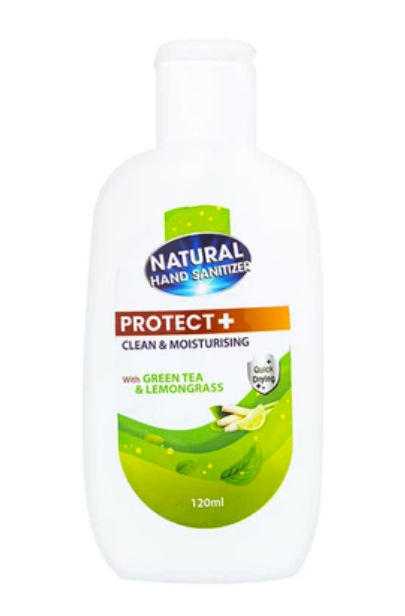 NATURAL
HAND SANITIZER
PROTECT+
CLEAN & MOISTURISING
With GREEN TEA
& LEMONGRASS
Quick
Drying
120ml